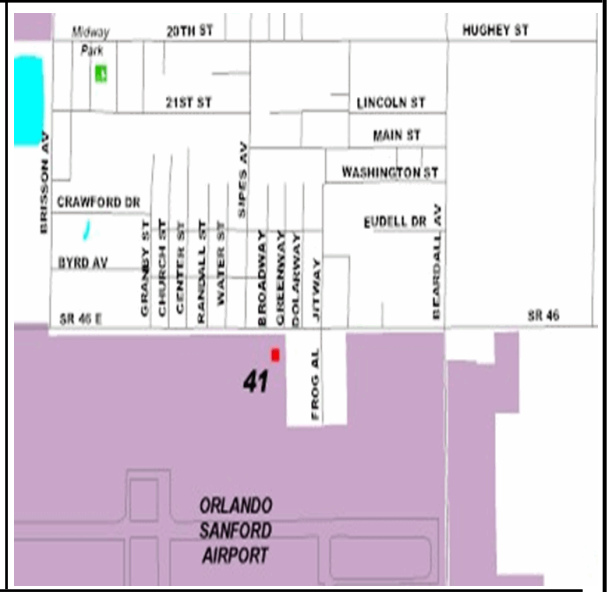 Midway
Park
20TH ST
HUGHEY ST
21ST ST
LINCOLN ST
MAIN ST
WASHINGTON ST
BRISSON AV
SIPES AV
CRAWFORD DR
EUDELL DR
BEARDALL AV
BYRD AV
GRANBY ST
CHURCH ST
CENTER ST
RANDALL ST
WATER ST
BROADWAY
GREENWAY
DOLARWAY
JITWAY
SR 46 E
SR 46
41
FROG AL
ORLANDO
SANFORD
AIRPORT